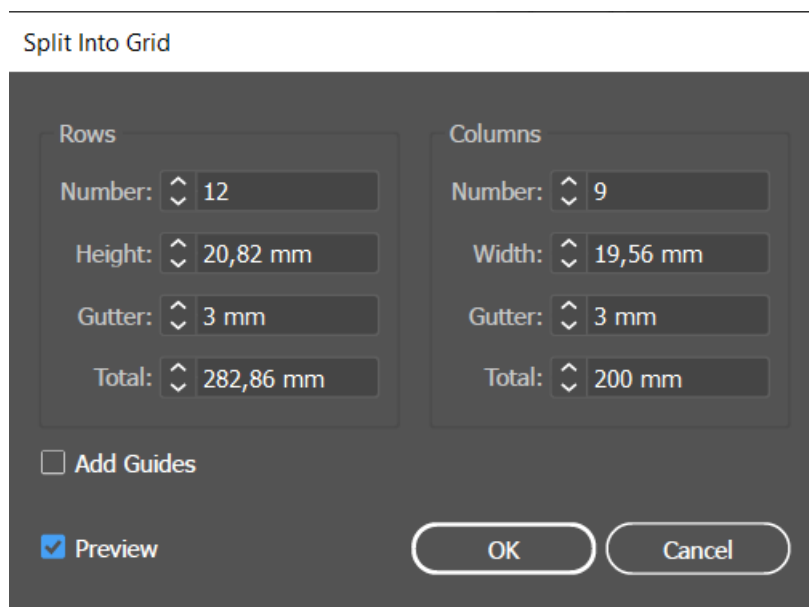 Split Into Grid
Rows
Number: 12
Height: 20,82 mm
Gutter: 3 mm
Total: 282,86 mm
Columns
Number: 9
Width: 19,56 mm
Gutter: 3 mm
Total: 200 mm
Add Guides
Preview
OK
Cancel